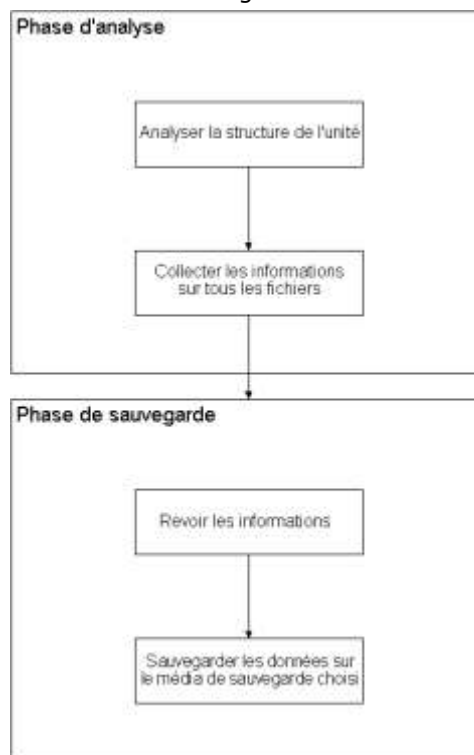 Phase d'analyse
Analyser la structure de l'unité
Collecter les informations
sur tous les fichiers
Phase de sauvegarde
Revoir les informations
Sauvegarder les données sur
le média de sauvegarde choisi